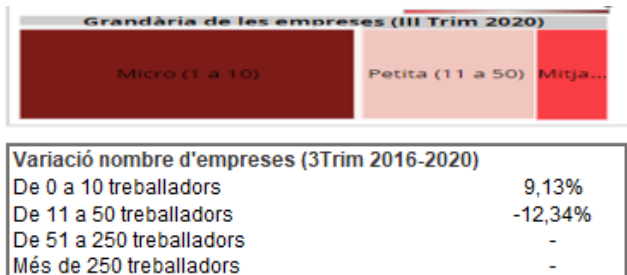 Grandària de les empreses (III Trim 2020)
Micro (1 a 10) Petita (11 a 50) Mitja...
Variació nombre d'empreses (3Trim 2016-2020)
De 0 a 10 treballadors 9,13%
De 11 a 50 treballadors -12,34%
De 51 a 250 treballadors -
Més de 250 treballadors -